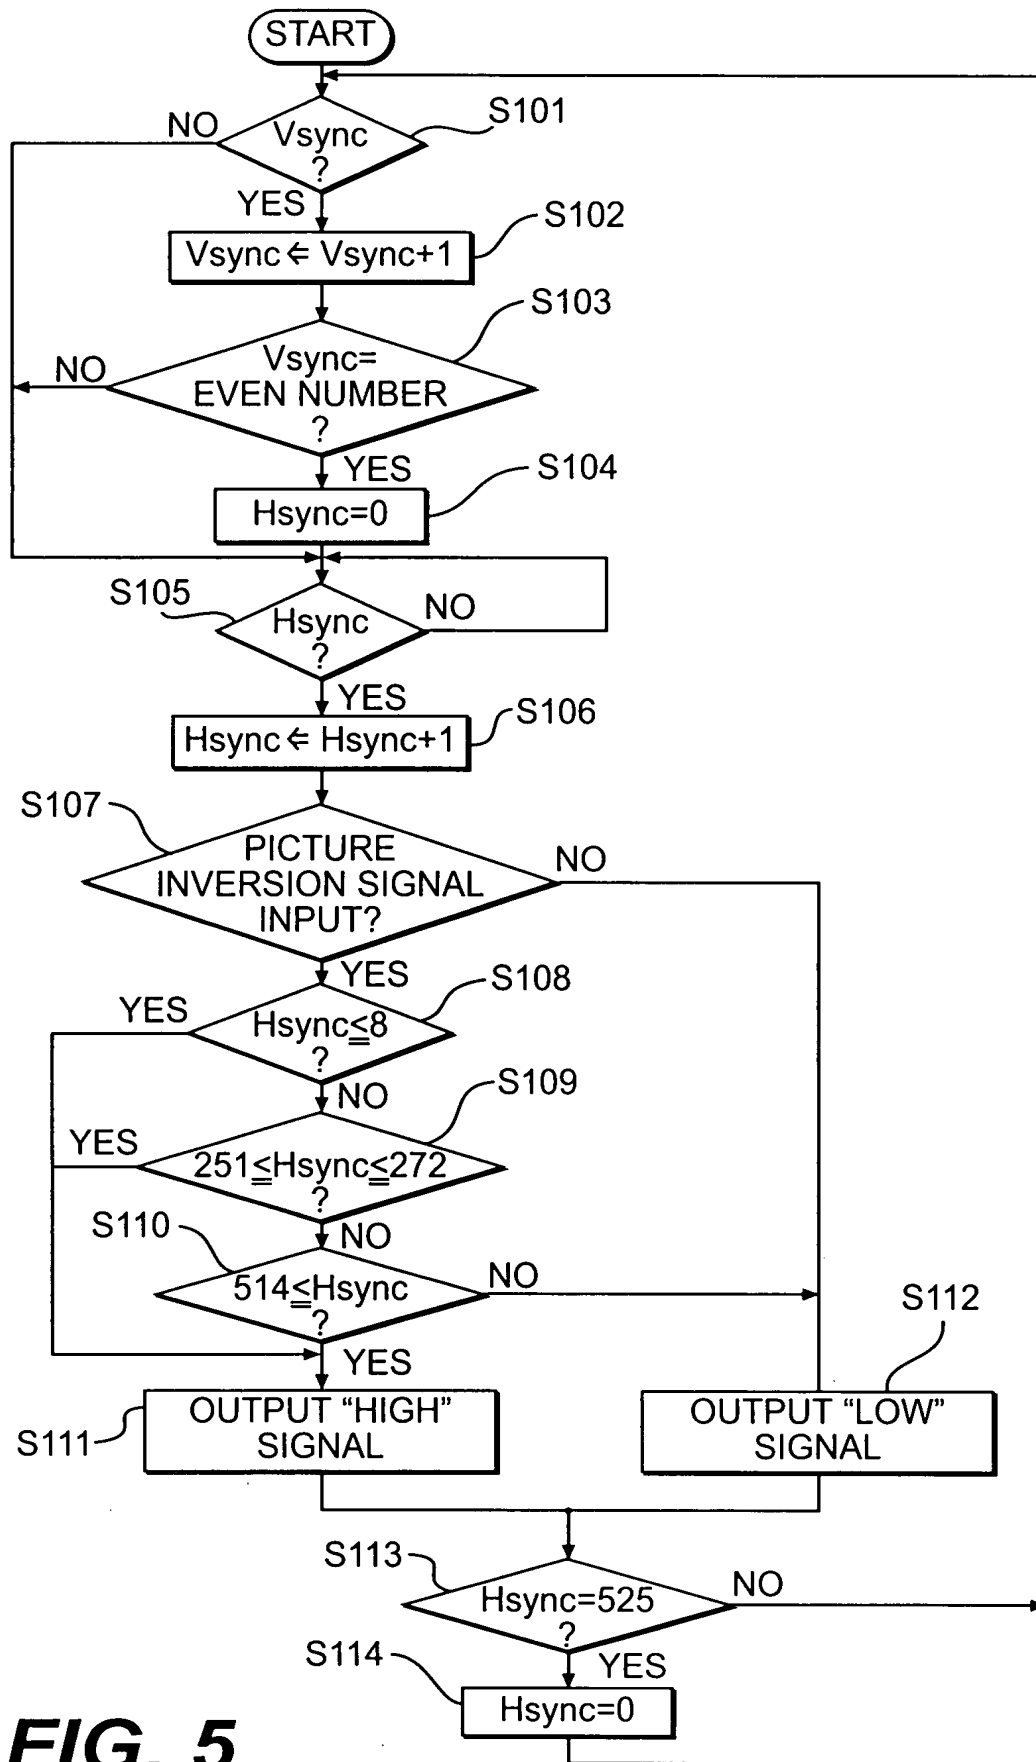 START
S101
NO
Vsync
?
YES
S102
Vsync⇐Vsync+1
S103
NO
Vsync=
EVEN NUMBER
?
YES
S104
Hsync=0
S105
NO
Hsync
?
YES
S106
Hsync⇐Hsync+1
S107
PICTURE
INVERSION SIGNAL
INPUT?
NO
YES
S108
YES
Hsync≦8
?
NO
S109
YES
251≦Hsync≦272
?
NO
S110
514≦Hsync
?
NO
YES
S112
OUTPUT “HIGH”
SIGNAL
S111
OUTPUT “LOW”
SIGNAL
S113
Hsync=525
?
NO
YES
S114
Hsync=0
FIG. 5